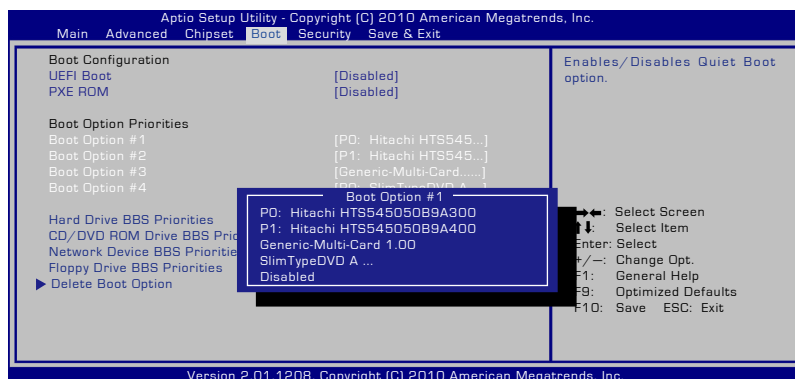 Aptio Setup Utility - Copyright (C) 2010 American Megatrends, Inc.
Main Advanced Chipset Boot Security Save & Exit
Boot Configuration
UEFI Boot [Disabled]
PXE ROM [Disabled]
Boot Option Priorities
Boot Option #1 [P0: Hitachi HTS545...]
Boot Option #2 [P1: Hitachi HTS545...]
Boot Option #3 [Generic-Multi-Card......]
Boot Option #4
Hard Drive BBS Priorities
CD/DVD ROM Drive BBS
Network Device BBS
Floppy Drive BBS Priorities
Delete Boot Option
Boot Option #1
P0: Hitachi HTS545050B9A300
P1: Hitachi HTS545050B9A400
Generic-Multi-Card 1.00
SlimTypeDVD A ...
Disabled
Enables/Disables Quiet Boot
option.
→←: Select Screen
↑↓: Select Item
Enter: Select
+/—: Change Opt.
F1: General Help
F9: Optimized Defaults
F10: Save ESC: Exit
Version 2.01.1208. Copyright (C) 2010 American Megatrends, Inc.